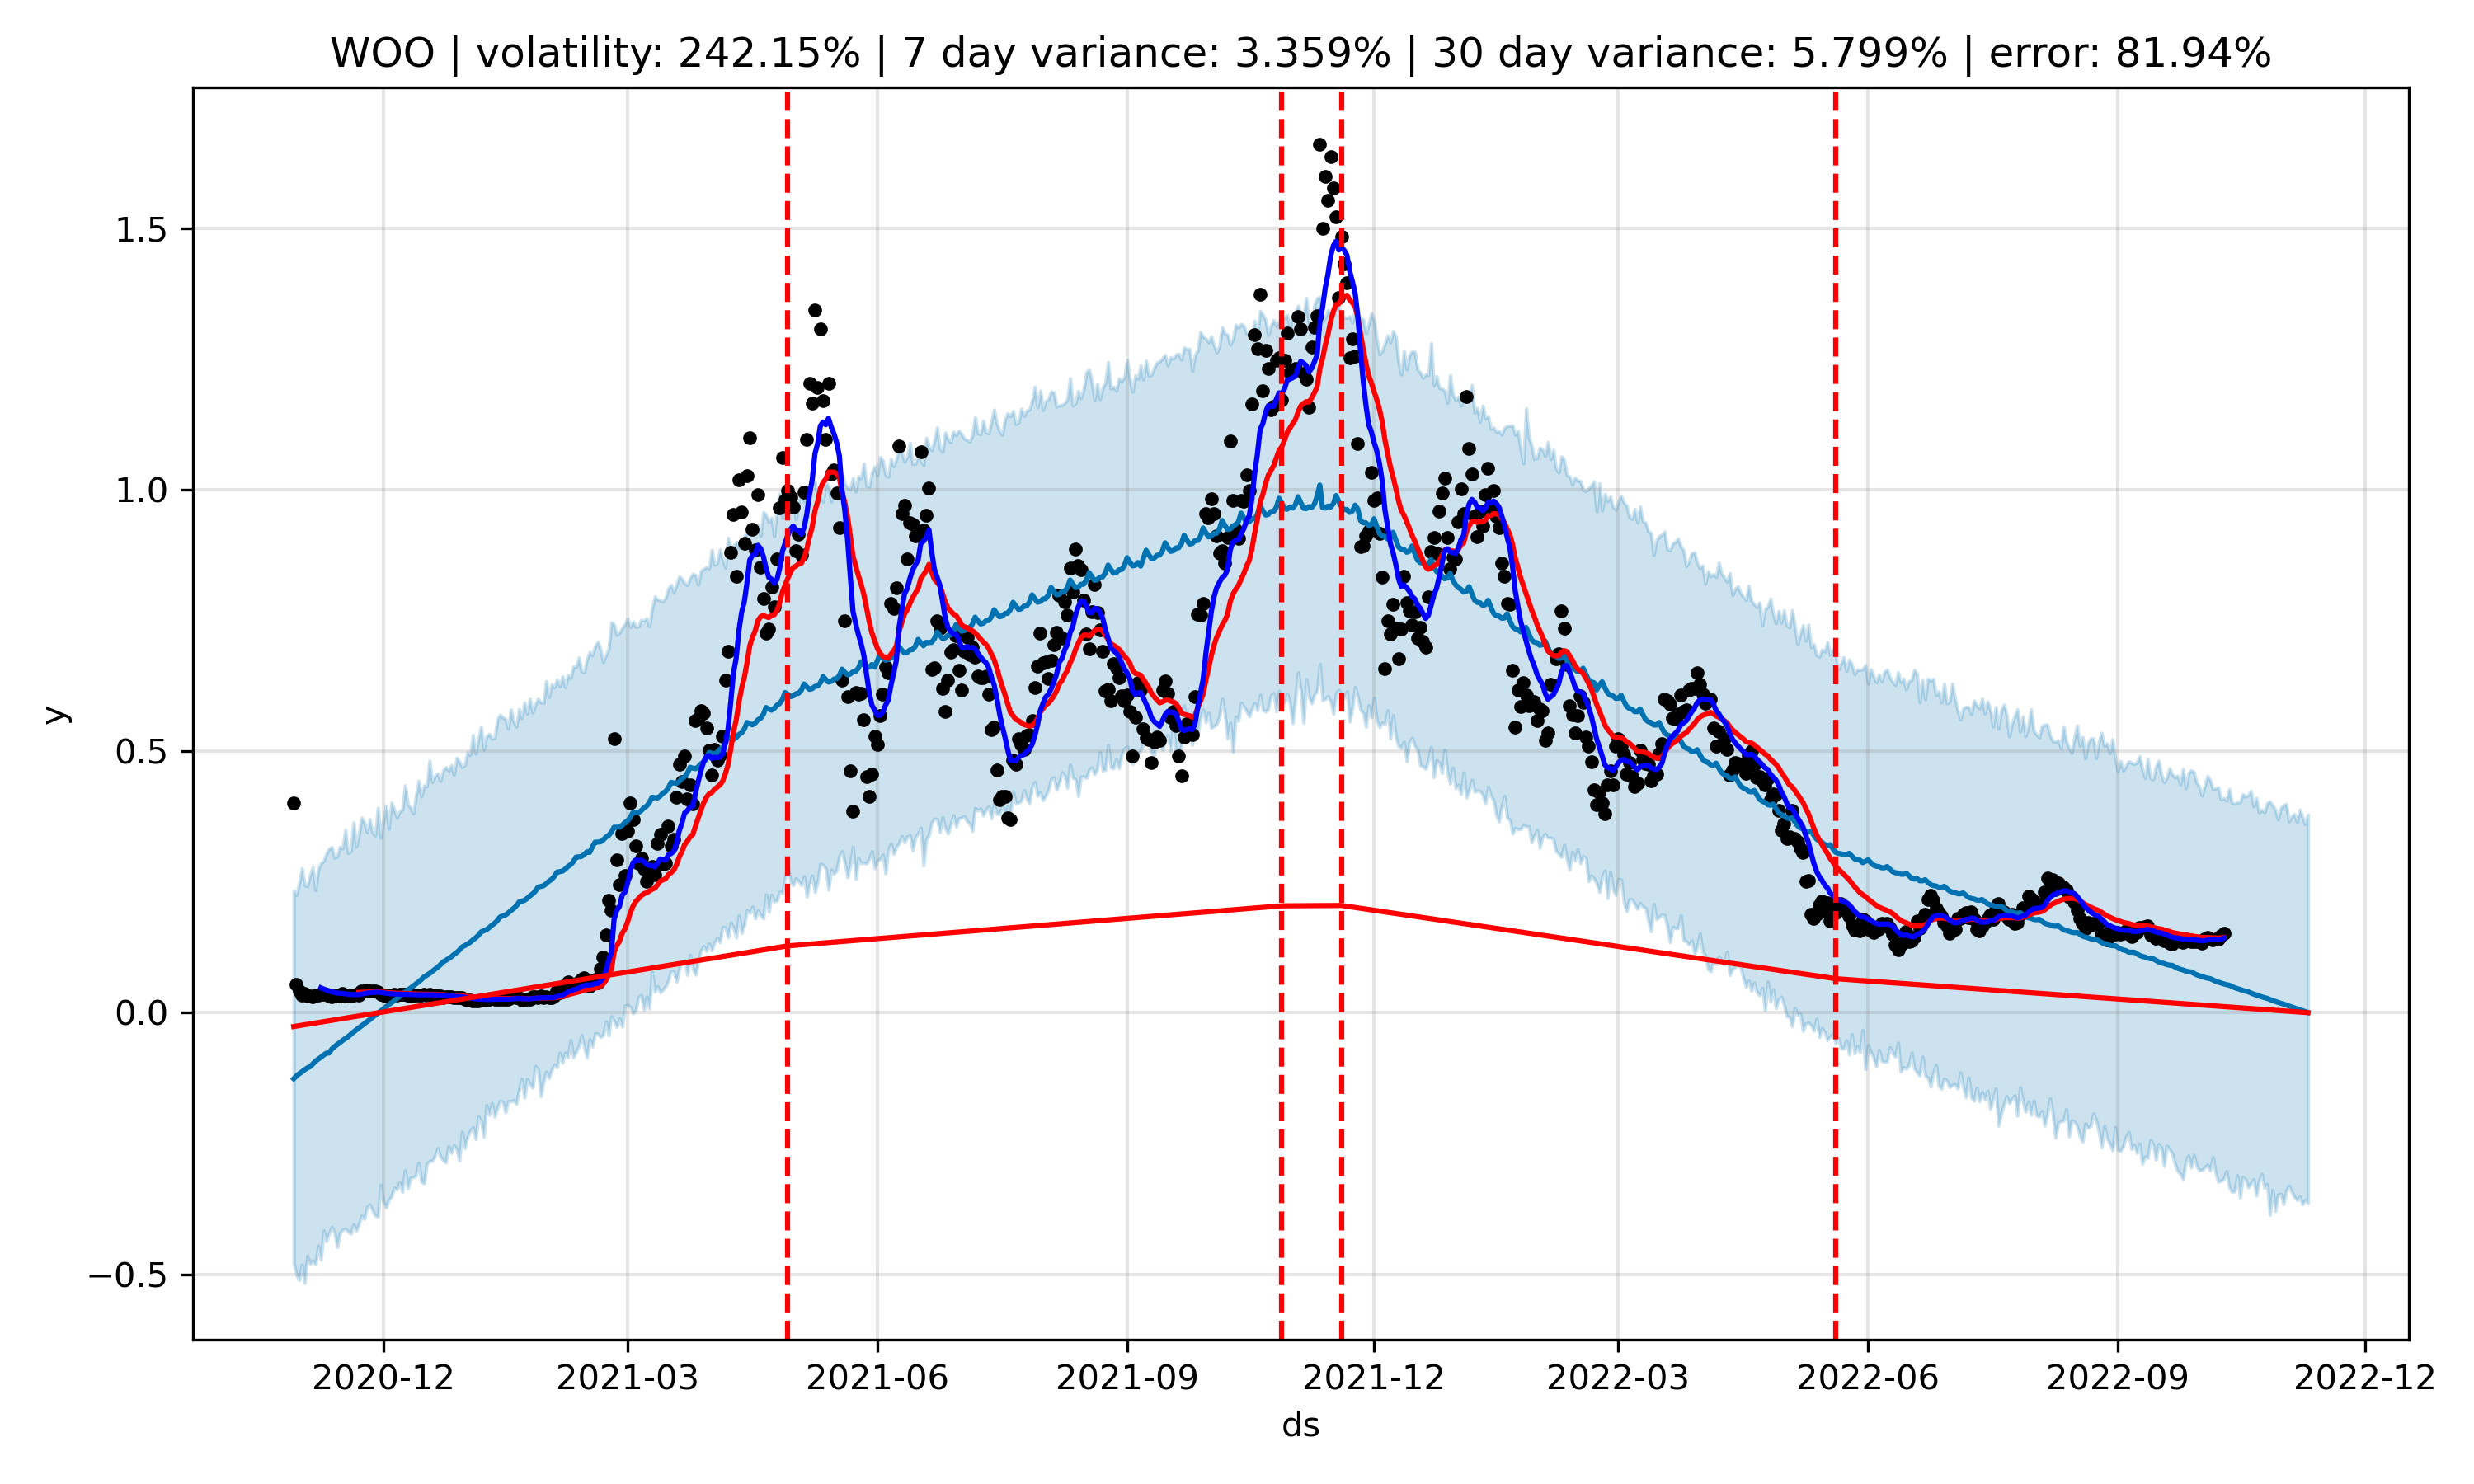 WOO | volatility: 242.15% | 7 day variance: 3.359% | 30 day variance: 5.799% | error: 81.94%
y
1.5
1.0
0.5
0.0
−0.5
2020-12 2021-03 2021-06 2021-09 2021-12 2022-03 2022-06 2022-09 2022-12
ds